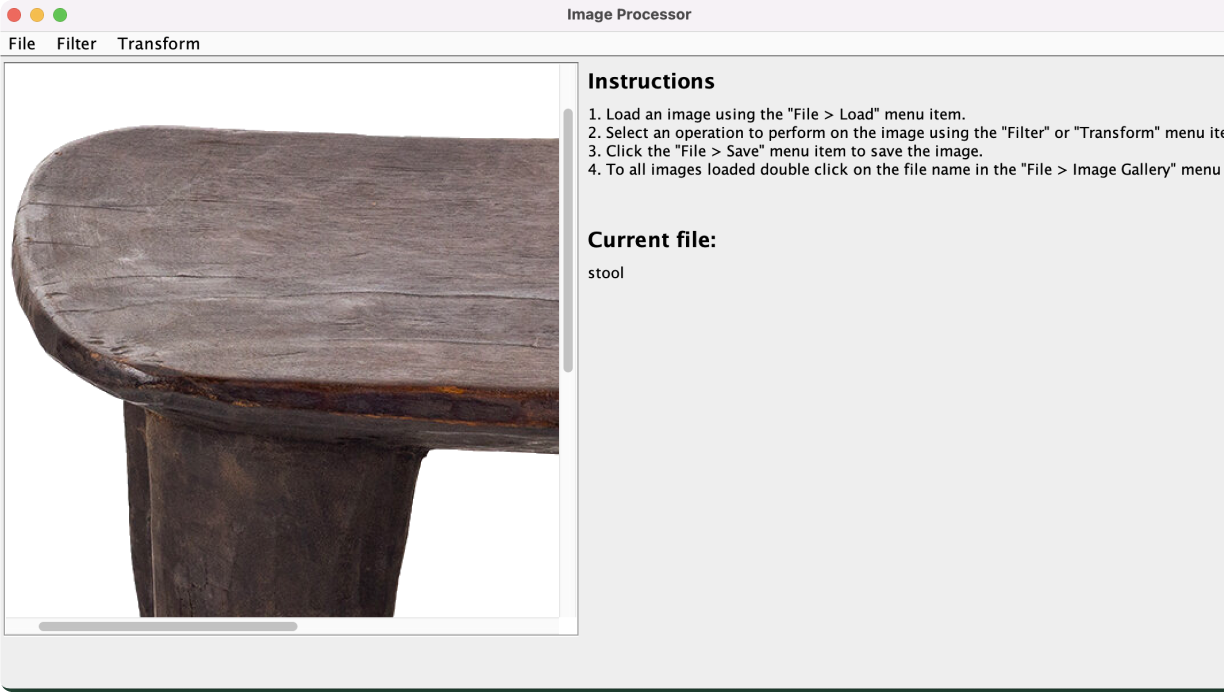 Image Processor
File Filter Transform
Instructions
1. Load an image using the "File > Load" menu item.
2. Select an operation to perform on the image using the "Filter" or "Transform" menu
3. Click the "File > Save" menu item to save the image.
4. To all images loaded double click on the file name in the "File > Image Gallery" menu
Current file:
stool